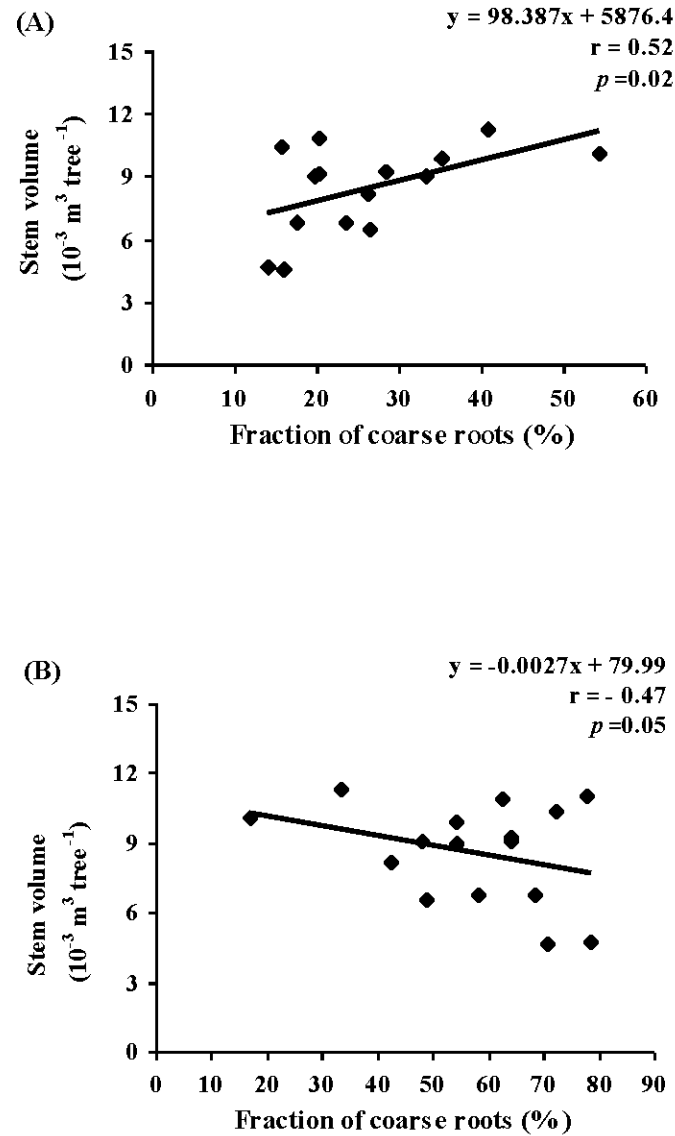 (A)
y = 98.387x + 5876.4
r = 0.52
p =0.02
Stem volume
(10⁻³ m³ tree⁻¹)
15
12
9
6
3
0
0 10 20 30 40 50 60
Fraction of coarse roots (%)
(B)
y = -0.0027x + 79.99
r = - 0.47
p =0.05
Stem volume
(10⁻³ m³ tree⁻¹)
15
12
9
6
3
0
0 10 20 30 40 50 60 70 80 90
Fraction of coarse roots (%)